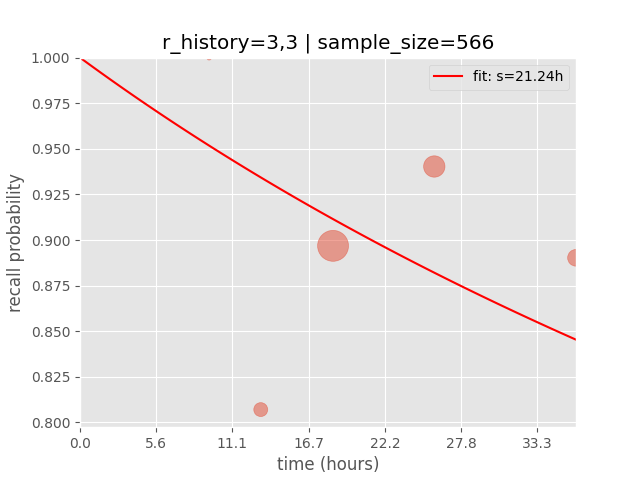 r_history=3,3 | sample_size=566
fit: s=21.24h
recall probability
1.000
0.975
0.950
0.925
0.900
0.875
0.850
0.825
0.800
0.0 5.6 11.1 16.7 22.2 27.8 33.3
time (hours)